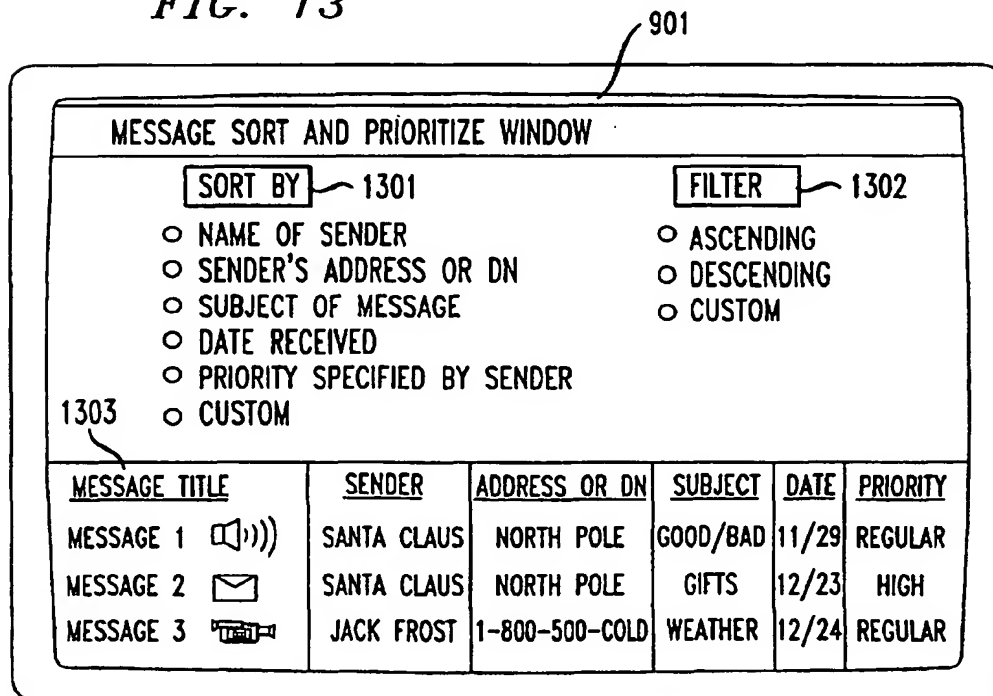 FIG. 13
901
MESSAGE SORT AND PRIORITIZE WINDOW
SORT BY 1301 FILTER 1302
NAME OF SENDER ASCENDING
SENDER'S ADDRESS OR DN DESCENDING
SUBJECT OF MESSAGE CUSTOM
DATE RECEIVED
PRIORITY SPECIFIED BY SENDER
1303 CUSTOM
MESSAGE TITLE SENDER ADDRESS OR DN SUBJECT DATE PRIORITY
MESSAGE 1 SANTA CLAUS NORTH POLE GOOD/BAD 11/29 REGULAR
MESSAGE 2 SANTA CLAUS NORTH POLE GIFTS 12/23 HIGH
MESSAGE 3 JACK FROST 1-800-500-COLD WEATHER 12/24 REGULAR